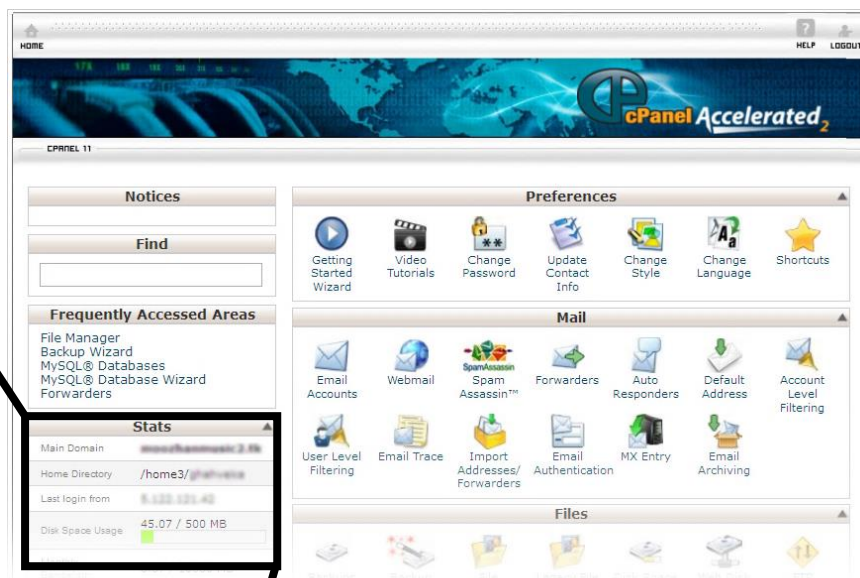 HOME
HELP
LOGOUT
cPanel Accelerated2
CPANEL 11
Notices
Find
Frequently Accessed Areas
File Manager
Backup Wizard
MySQL® Databases
MySQL® Database Wizard
Forwarders
Stats
Main Domain
Home Directory /home3/
Last login from
Disk Space Usage 45.07 / 500 MB
Preferences
Getting Started Wizard
Video Tutorials
Change Password
Update Contact Info
Change Style
Change Language
Shortcuts
Mail
Email Accounts
Webmail
SpamAssassin
Spam Assassin™
Forwarders
Auto Responders
Default Address
Account Level Filtering
User Level Filtering
Email Trace
Import Addresses/ Forwarders
Email Authentication
MX Entry
Email Archiving
Files